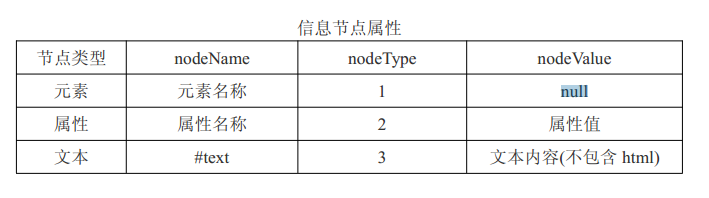 信息节点属性
节点类型 nodeName nodeType nodeValue
元素 元素名称 1 null
属性 属性名称 2 属性值
文本 #text 3 文本内容(不包含 html)